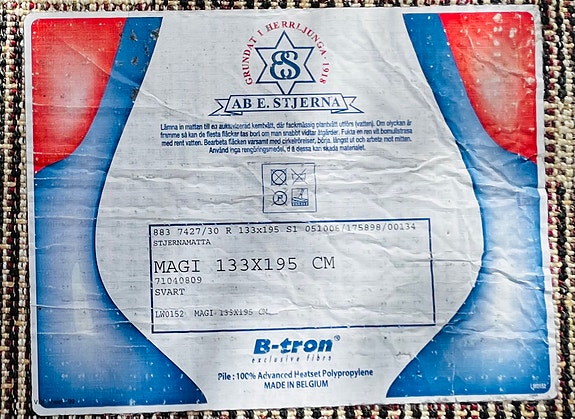 GRUNDAT I HERRLJUNGA · 1918
ES
AB E. STJERNA
Lämna in mattan till en auktoriserad kemtvätt, där fackmässig plantvätt utförs (vatten). Om olyckan är
framme så kan de flesta fläckar tas bort om man snabbt vidtar åtgärder. Fukta en ren vit bomullstrasa
med rent vatten. Bearbeta fläcken varsamt med cirkelrörelser, börja längst ut och arbeta mot mitten.
Använd inga rengöringsmedel, då dessa kan skada materialet.
883 7427/30 R 133x195 S1 051006/175898/00134
STJERNAMATTA
MAGI 133X195 CM
71040809
SVART
LW0152 MAGI 133X195 CM
B-tron®
exclusive fibre
Pile : 100% Advanced Heatset Polypropylene
MADE IN BELGIUM